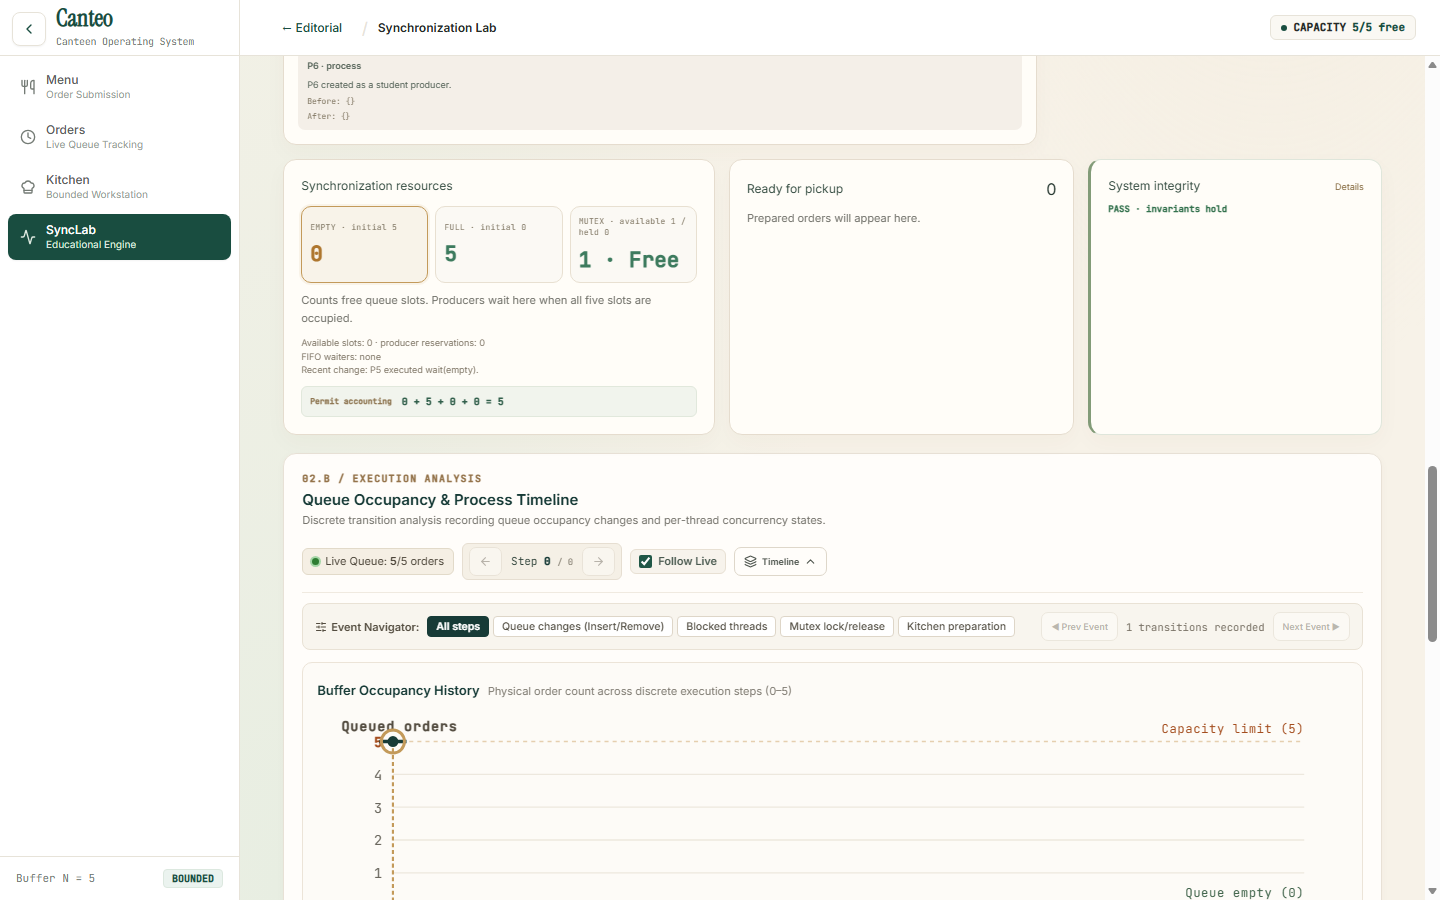 Canteo
Canteen Operating System
← Editorial / Synchronization Lab
CAPACITY 5/5 free
Menu
Order Submission
Orders
Live Queue Tracking
Kitchen
Bounded Workstation
SyncLab
Educational Engine
Buffer N = 5
BOUNDED
P6 · process
P6 created as a student producer.
Before: {}
After: {}
Synchronization resources
EMPTY · initial 5
0
FULL · initial 0
5
MUTEX · available 1 /
held 0
1 · Free
Counts free queue slots. Producers wait here when all five slots are
occupied.
Available slots: 0 · producer reservations: 0
FIFO waiters: none
Recent change: P5 executed wait(empty).
Permit accounting 0 + 5 + 0 + 0 = 5
Ready for pickup 0
Prepared orders will appear here.
System integrity Details
PASS · invariants hold
02.B / EXECUTION ANALYSIS
Queue Occupancy & Process Timeline
Discrete transition analysis recording queue occupancy changes and per-thread concurrency states.
Live Queue: 5/5 orders
← Step 0 / 0 →
Follow Live
Timeline
Event Navigator: All steps Queue changes (Insert/Remove) Blocked threads Mutex lock/release Kitchen preparation
◀ Prev Event 1 transitions recorded Next Event ▶
Buffer Occupancy History Physical order count across discrete execution steps (0–5)
Queued orders
Capacity limit (5)
5
4
3
2
1
Queue empty (0)